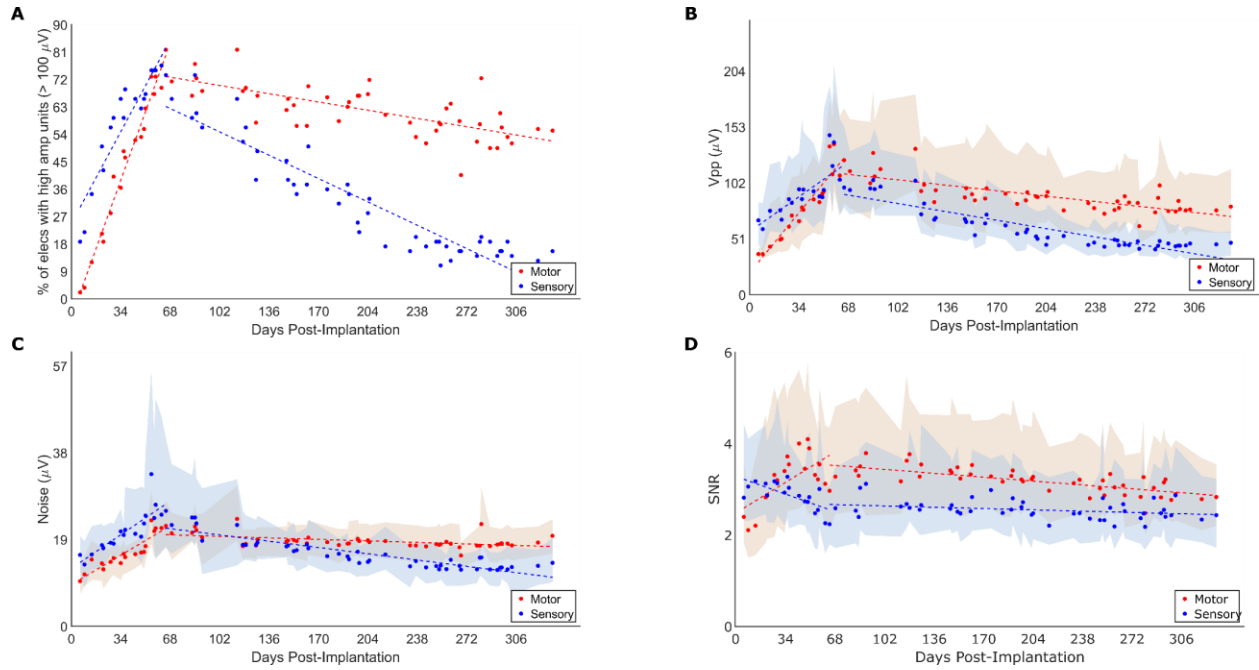 A
90
81
72
63
54
45
36
27
18
9
0
% of elecs with high amp units (> 100 μV)
0 34 68 102 136 170 204 238 272 306
Days Post-Implantation
Motor
Sensory
B
204
153
102
51
0
Vpp (μV)
0 34 68 102 136 170 204 238 272 306
Days Post-Implantation
Motor
Sensory
C
57
38
19
0
Noise (μV)
0 34 68 102 136 170 204 238 272 306
Days Post-Implantation
Motor
Sensory
D
6
4
2
0
SNR
0 34 68 102 136 170 204 238 272 306
Days Post-Implantation
Motor
Sensory